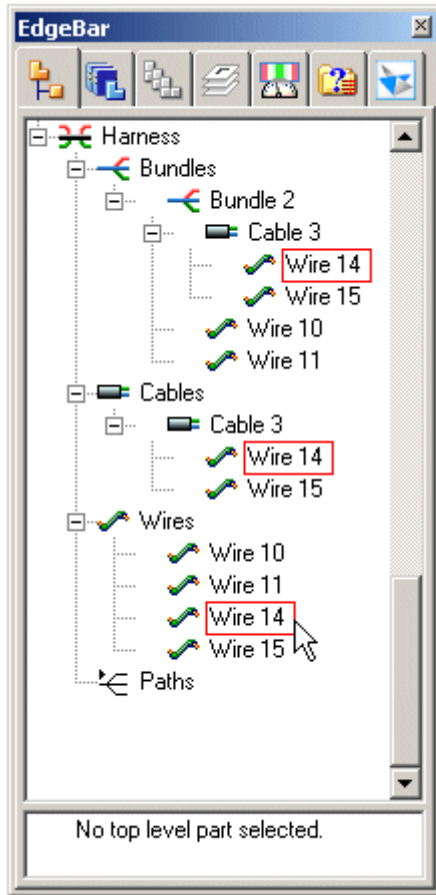 EdgeBar
Harness
Bundles
Bundle 2
Cable 3
Wire 14
Wire 15
Wire 10
Wire 11
Cables
Cable 3
Wire 14
Wire 15
Wires
Wire 10
Wire 11
Wire 14
Wire 15
Paths
No top level part selected.